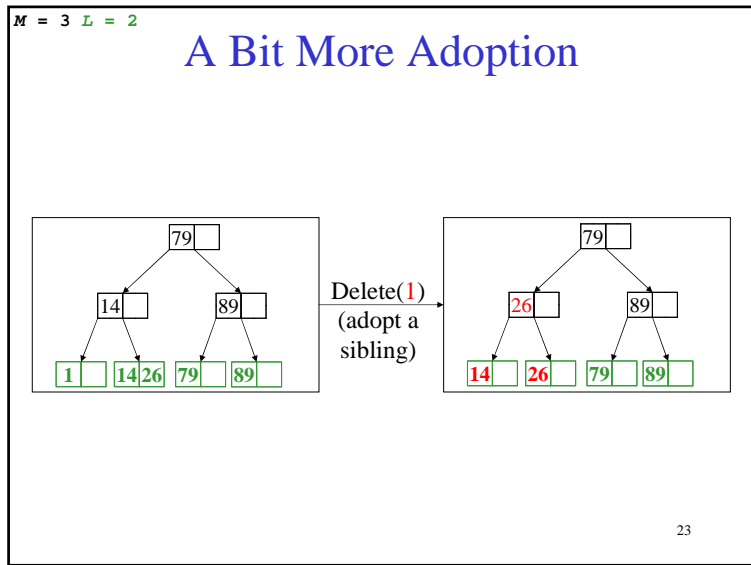 M = 3 L = 2
A Bit More Adoption
79
14 89
1 14 26 79 89
Delete(1)
(adopt a
sibling)
79
26 89
14 26 79 89
23